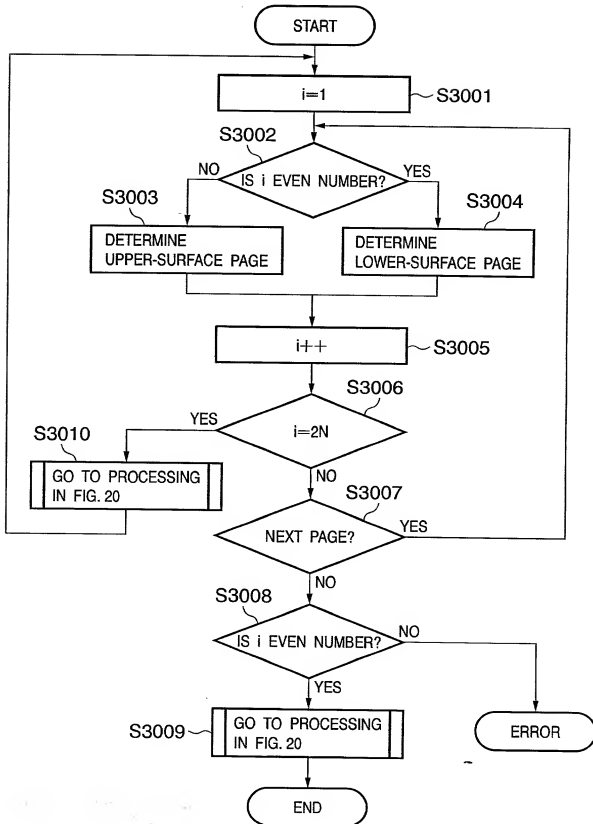 START
i=1
S3001
S3002
NO
IS i EVEN NUMBER?
YES
S3003
DETERMINE
UPPER-SURFACE PAGE
S3004
DETERMINE
LOWER-SURFACE PAGE
i++
S3005
S3006
YES
i=2N
S3010
GO TO PROCESSING
IN FIG. 20
NO
S3007
NEXT PAGE?
YES
NO
S3008
IS i EVEN NUMBER?
NO
YES
S3009
GO TO PROCESSING
IN FIG. 20
ERROR
END